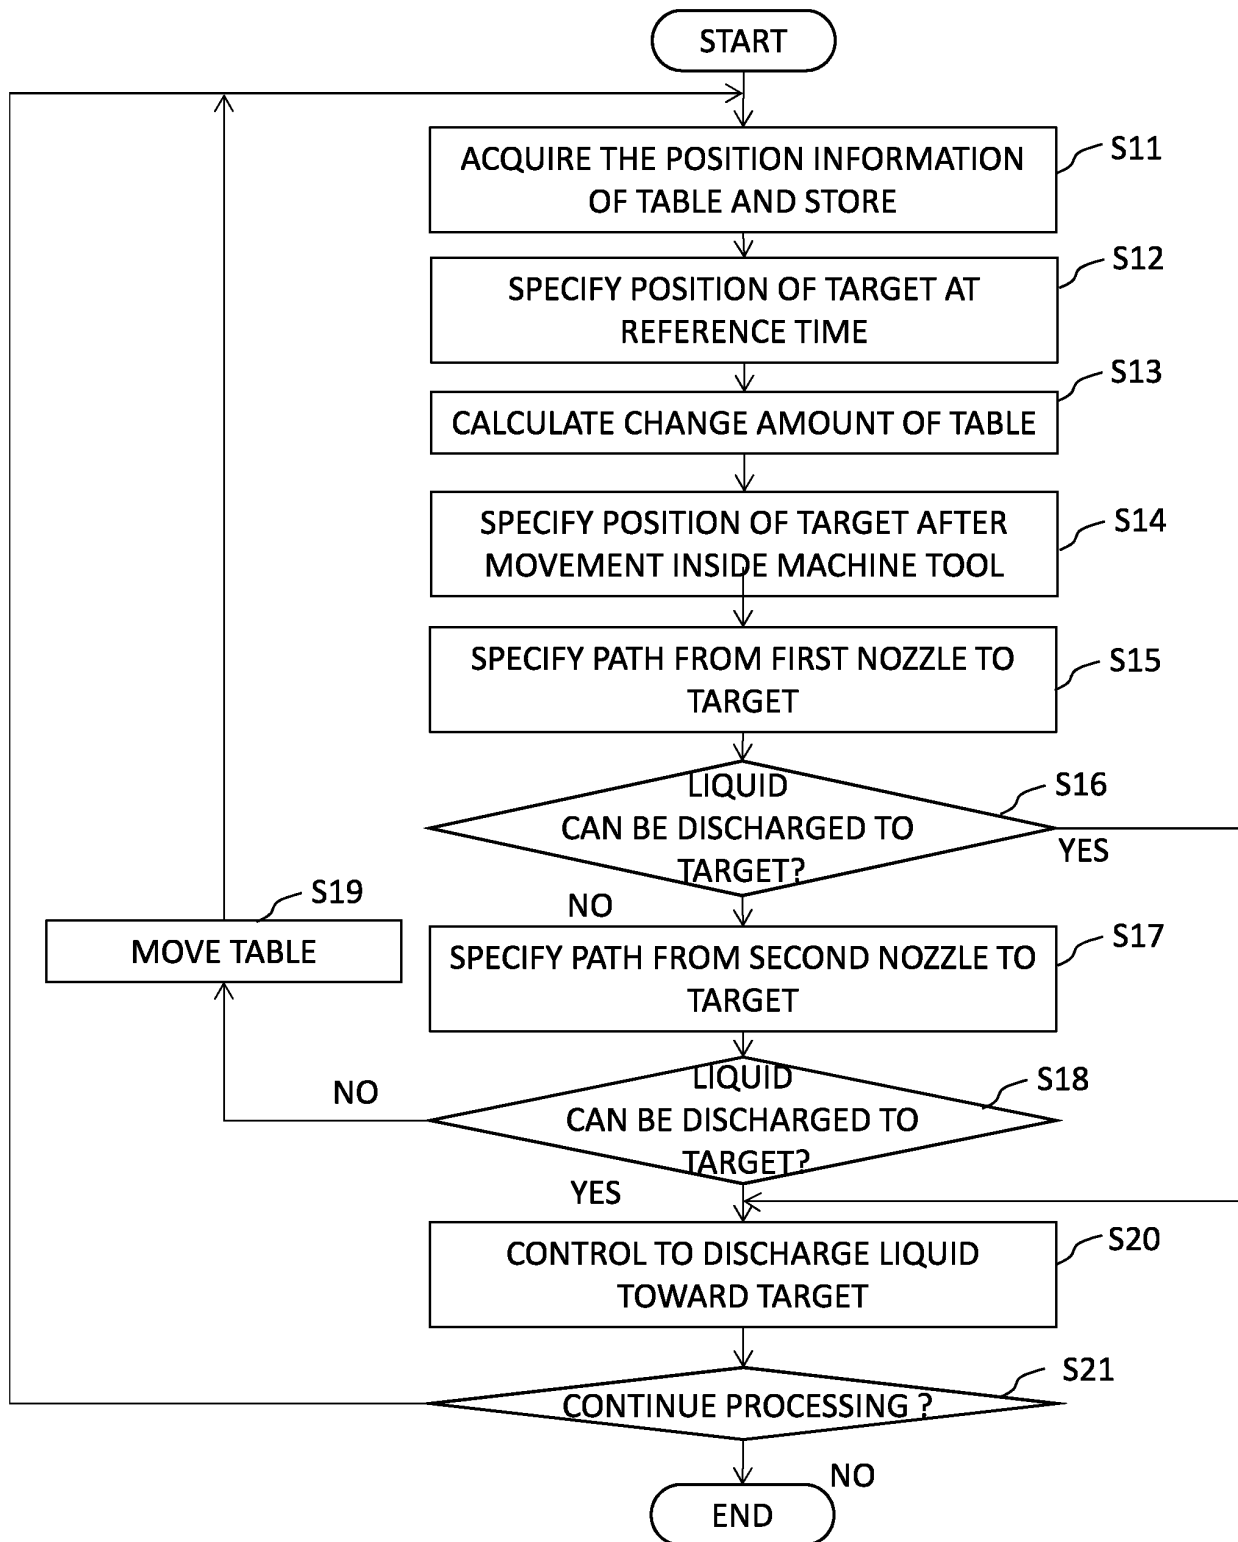 START
ACQUIRE THE POSITION INFORMATION
OF TABLE AND STORE
S11
SPECIFY POSITION OF TARGET AT
REFERENCE TIME
S12
CALCULATE CHANGE AMOUNT OF TABLE
S13
SPECIFY POSITION OF TARGET AFTER
MOVEMENT INSIDE MACHINE TOOL
S14
SPECIFY PATH FROM FIRST NOZZLE TO
TARGET
S15
LIQUID
CAN BE DISCHARGED TO
TARGET?
S16
YES
NO
S19
MOVE TABLE
SPECIFY PATH FROM SECOND NOZZLE TO
TARGET
S17
LIQUID
CAN BE DISCHARGED TO
TARGET?
S18
NO
YES
CONTROL TO DISCHARGE LIQUID
TOWARD TARGET
S20
CONTINUE PROCESSING ?
S21
NO
END